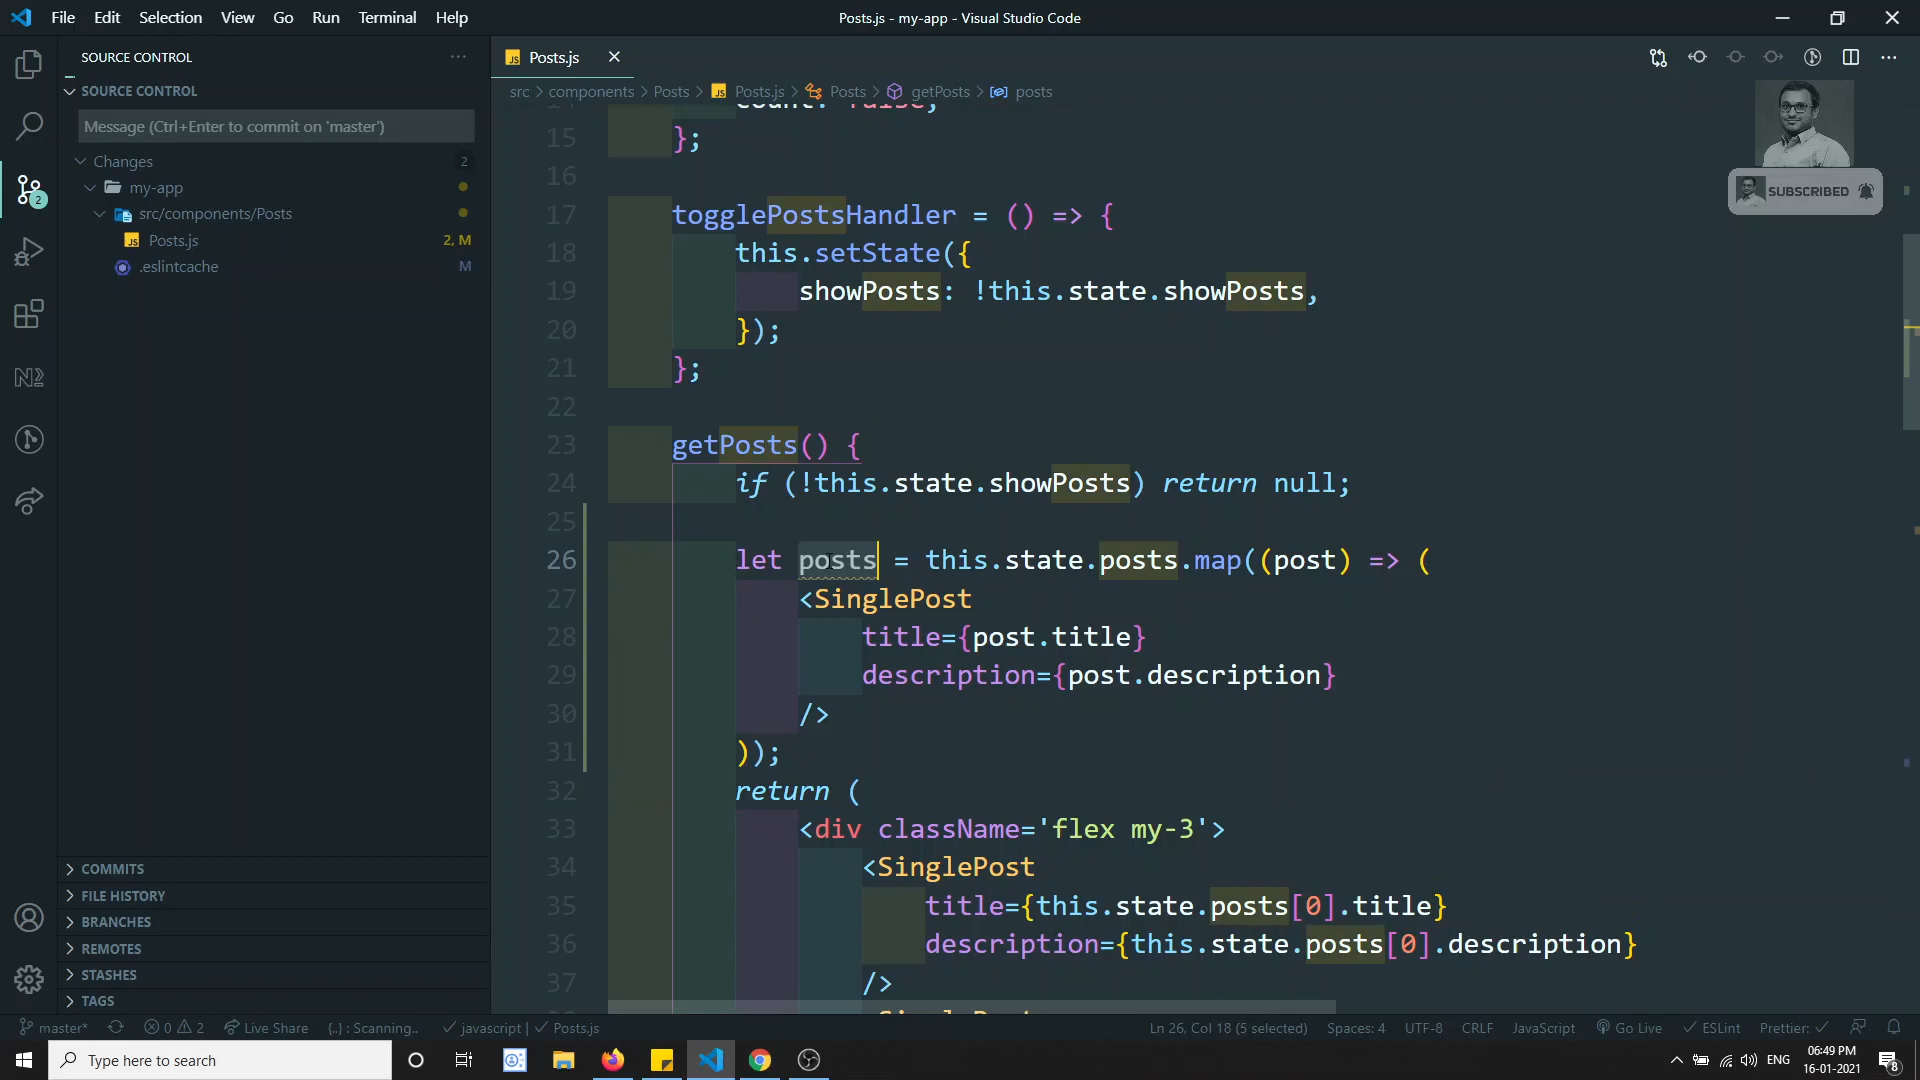 File Edit Selection View Go Run Terminal Help
Posts.js - my-app - Visual Studio Code
SOURCE CONTROL
SOURCE CONTROL
Message (Ctrl+Enter to commit on 'master')
Changes 2
my-app
src/components/Posts
Posts.js 2, M
.eslintcache M
COMMITS
FILE HISTORY
BRANCHES
REMOTES
STASHES
TAGS
Posts.js
src > components > Posts > Posts.js > Posts > getPosts > posts
SUBSCRIBED
14 count: false,
15 };
16
17 togglePostsHandler = () => {
18 this.setState({
19 showPosts: !this.state.showPosts,
20 });
21 };
22
23 getPosts() {
24 if (!this.state.showPosts) return null;
25
26 let posts = this.state.posts.map((post) => (
27 <SinglePost
28 title={post.title}
29 description={post.description}
30 />
31 ));
32 return (
33 <div className='flex my-3'>
34 <SinglePost
35 title={this.state.posts[0].title}
36 description={this.state.posts[0].description}
37 />
master* 0 2 Live Share {..} : Scanning.. javascript | Posts.js
Ln 26, Col 18 (5 selected) Spaces: 4 UTF-8 CRLF JavaScript Go Live ESLint Prettier:
Type here to search
ENG
06:49 PM
16-01-2021
8